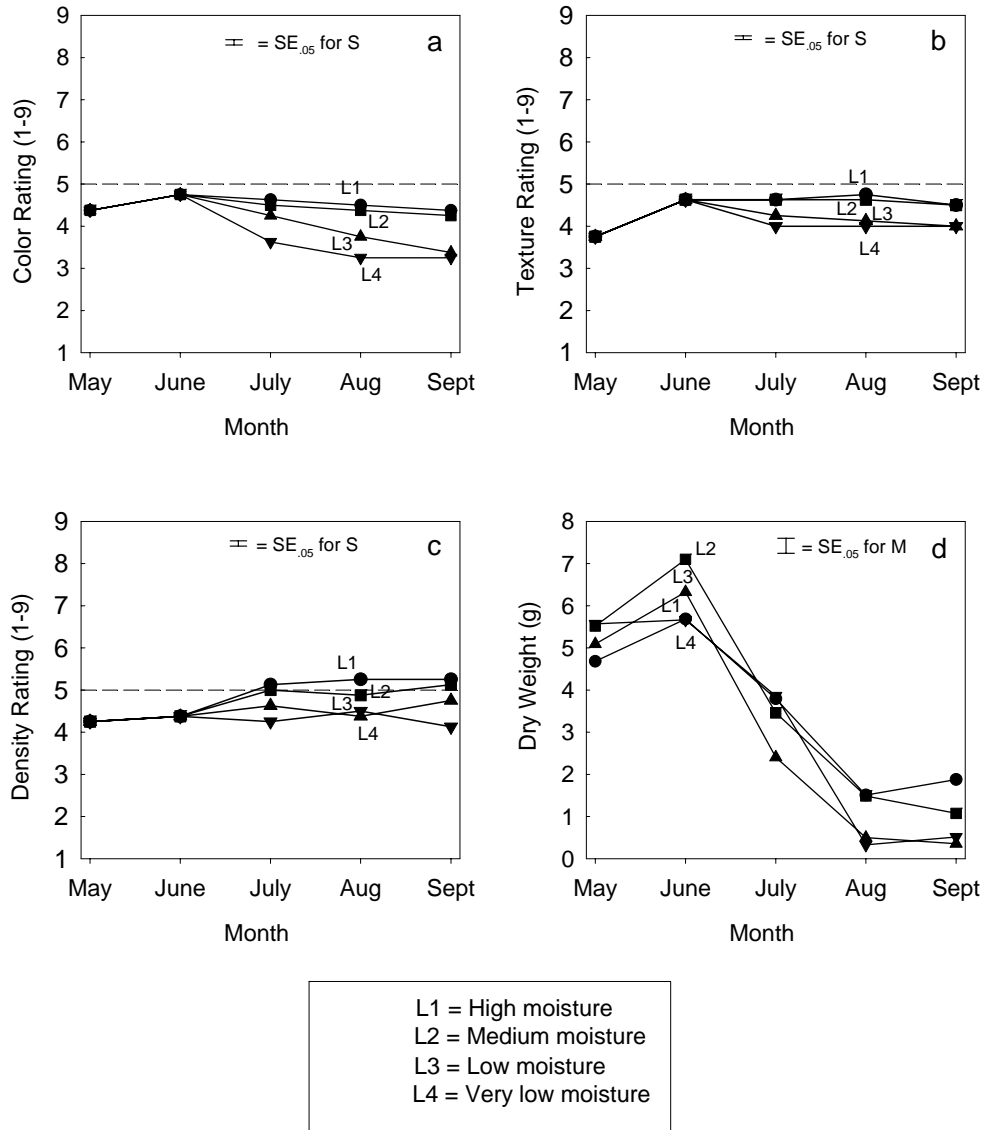 9
8
7
6
5
4
3
2
1
Color Rating (1-9)
= SE.05 for S
a
L1
L2
L3
L4
May June July Aug Sept
Month
9
8
7
6
5
4
3
2
1
Texture Rating (1-9)
= SE.05 for S
b
L1
L2
L3
L4
May June July Aug Sept
Month
9
8
7
6
5
4
3
2
1
Density Rating (1-9)
= SE.05 for S
c
L1
L2
L3
L4
May June July Aug Sept
Month
8
7
6
5
4
3
2
1
0
Dry Weight (g)
= SE.05 for M
d
L2
L3
L1
L4
May June July Aug Sept
Month
L1 = High moisture
L2 = Medium moisture
L3 = Low moisture
L4 = Very low moisture